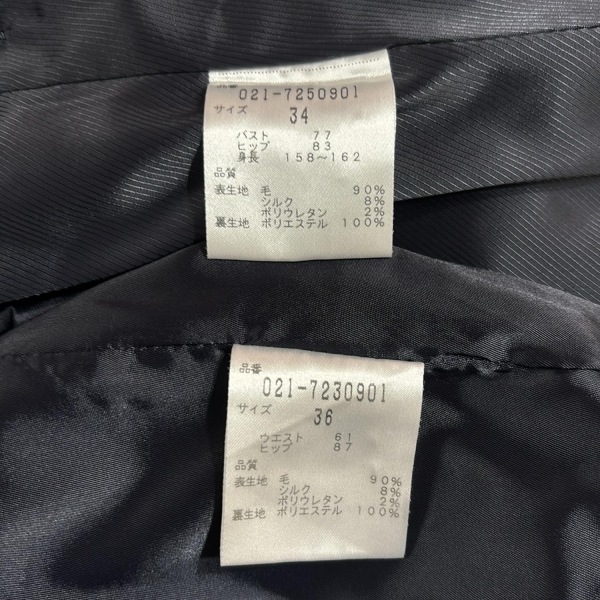 品番
021-7250901
サイズ
34
バスト 77
ヒップ 83
身長 158～162
品質
表生地 毛 90%
シルク 8%
ポリウレタン 2%
裏生地 ポリエステル 100%
品番
021-7230901
サイズ
36
ウエスト 61
ヒップ 87
品質
表生地 毛 90%
シルク 8%
ポリウレタン 2%
裏生地 ポリエステル 100%